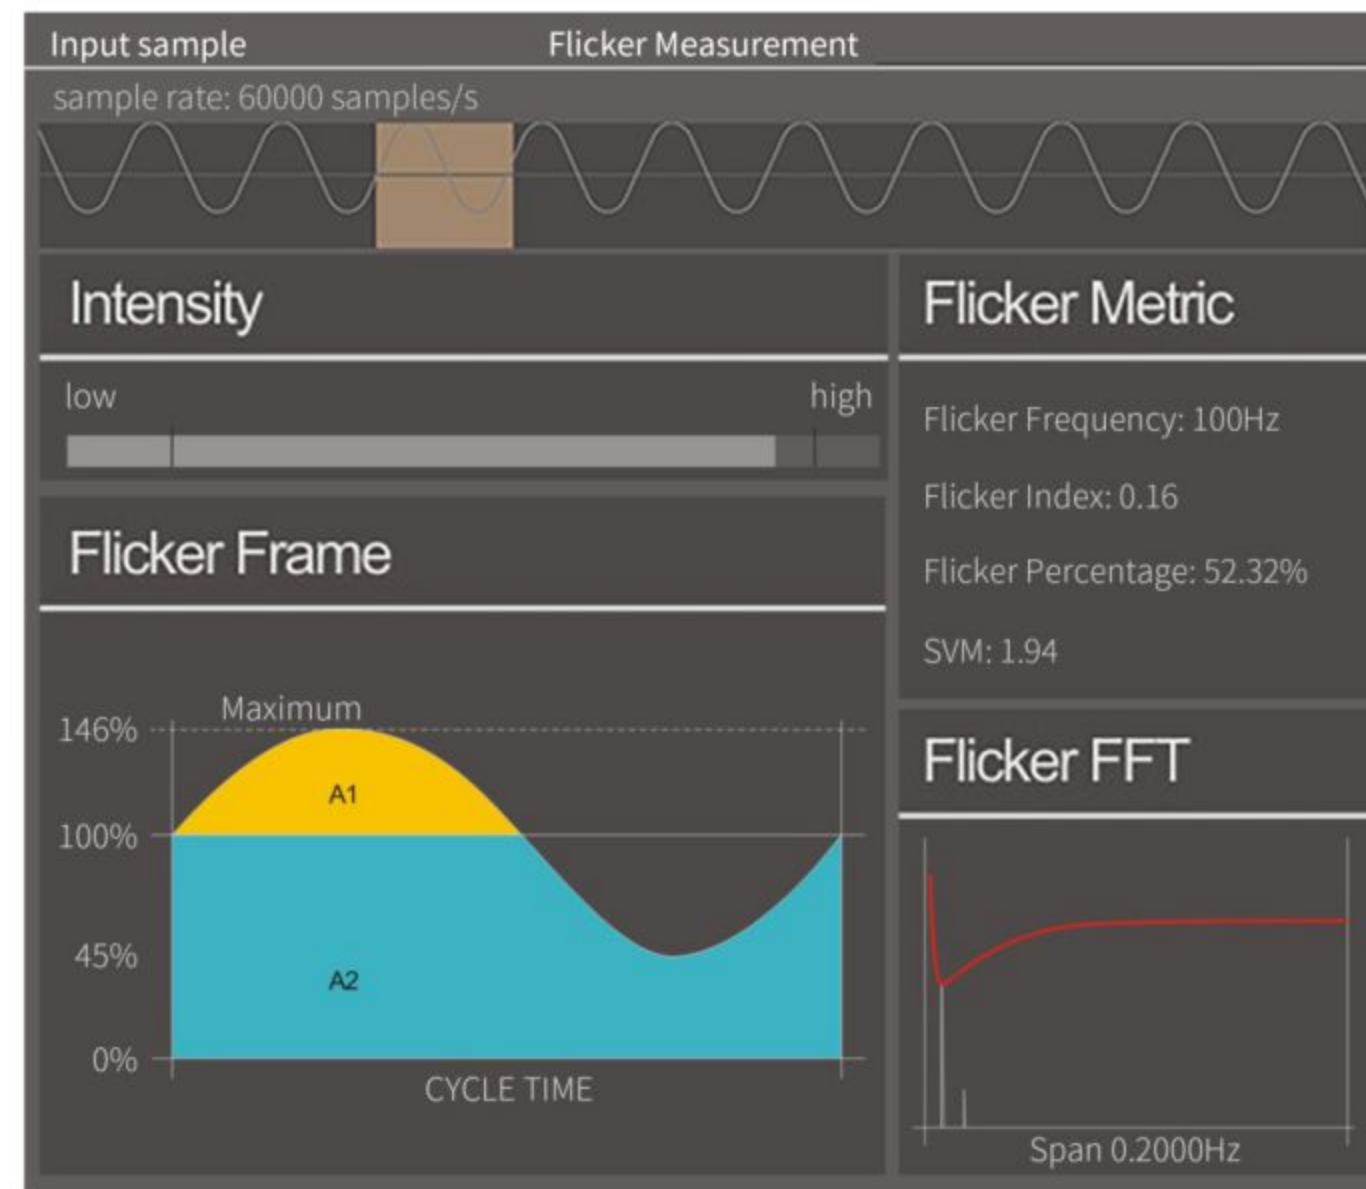 Input sample
Flicker Measurement
sample rate: 60000 samples/s
Intensity
low
high
Flicker Frame
Maximum
146%
A1
100%
45%
A2
0%
CYCLE TIME
Flicker Metric
Flicker Frequency: 100Hz
Flicker Index: 0.16
Flicker Percentage: 52.32%
SVM: 1.94
Flicker FFT
Span 0.2000Hz